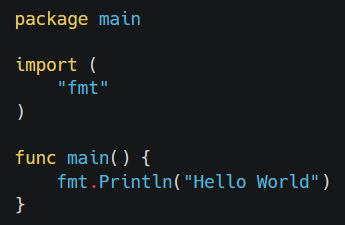 package main

import (
    "fmt"
)

func main() {
    fmt.Println("Hello World")
}